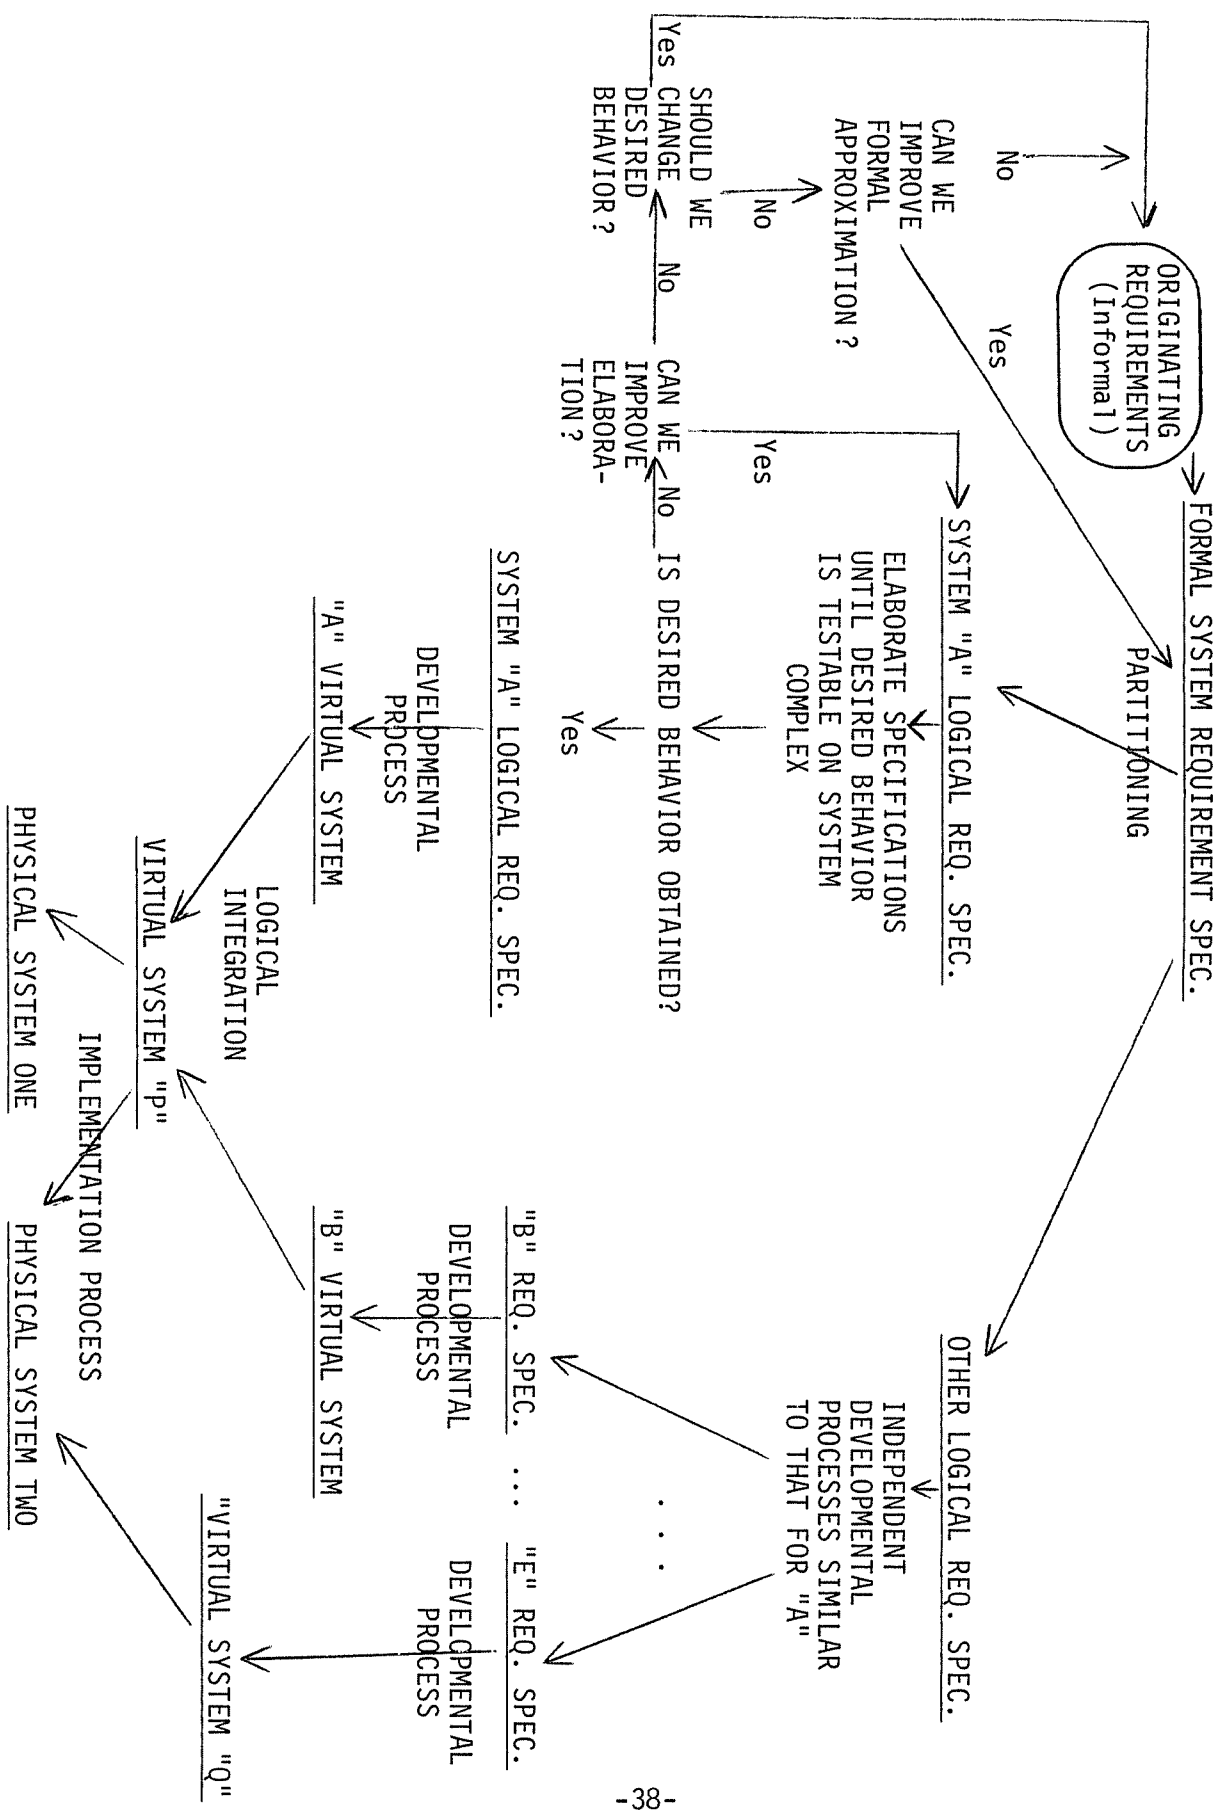 ORIGINATING
REQUIREMENTS
(Informal)
FORMAL SYSTEM REQUIREMENT SPEC.
PARTITIONING
No
Yes
CAN WE
IMPROVE
FORMAL
APPROXIMATION?
No
SHOULD WE
Yes CHANGE
DESIRED
BEHAVIOR?
No
CAN WE
IMPROVE
ELABORA-
TION?
Yes
No
SYSTEM "A" LOGICAL REQ. SPEC.
ELABORATE SPECIFICATIONS
UNTIL DESIRED BEHAVIOR
IS TESTABLE ON SYSTEM
COMPLEX
IS DESIRED BEHAVIOR OBTAINED?
Yes
SYSTEM "A" LOGICAL REQ. SPEC.
DEVELOPMENTAL
PROCESS
"A" VIRTUAL SYSTEM
LOGICAL
INTEGRATION
VIRTUAL SYSTEM "P"
IMPLEMENTATION PROCESS
PHYSICAL SYSTEM ONE
OTHER LOGICAL REQ. SPEC.
INDEPENDENT
DEVELOPMENTAL
PROCESSES SIMILAR
TO THAT FOR "A"
. . .
"B" REQ. SPEC. ... "E" REQ. SPEC.
DEVELOPMENTAL
PROCESS
DEVELOPMENTAL
PROCESS
"B" VIRTUAL SYSTEM
"VIRTUAL SYSTEM "Q"
PHYSICAL SYSTEM TWO
-38-